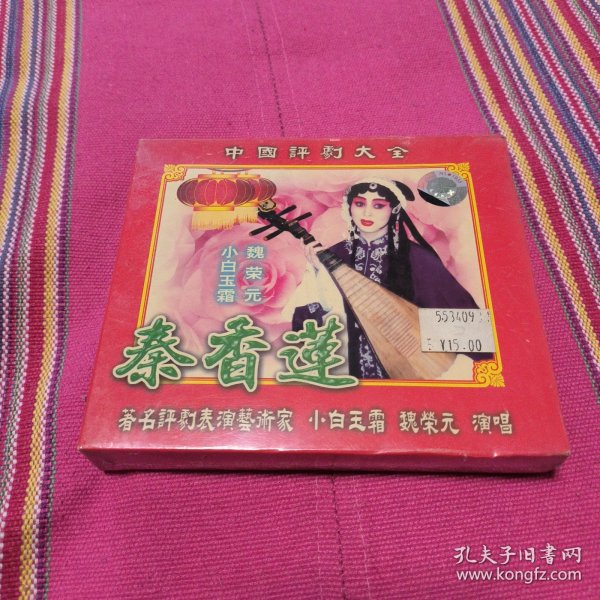 中國評劇大全
魏荣元
小白玉霜
秦香蓮
553409
¥15.00
著名評劇表演藝術家 小白玉霜 魏榮元 演唱
孔夫子旧書网
www.kongfz.com